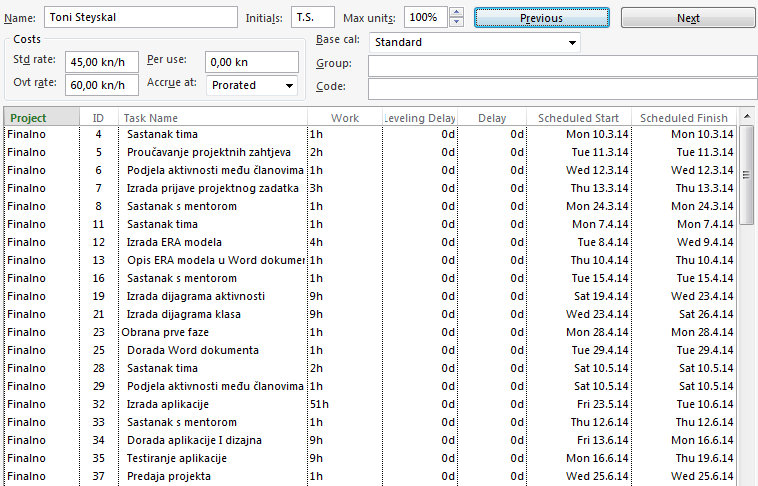 Name: Toni Steyskal Initials: T.S. Max units: 100% Previous Next
Costs Base cal: Standard
Std rate: 45,00 kn/h Per use: 0,00 kn Group:
Ovt rate: 60,00 kn/h Accrue at: Prorated Code:
Project ID Task Name Work Leveling Delay Delay Scheduled Start Scheduled Finish
Finalno 4 Sastanak tima 1h 0d 0d Mon 10.3.14 Mon 10.3.14
Finalno 5 Proučavanje projektnih zahtjeva 2h 0d 0d Tue 11.3.14 Tue 11.3.14
Finalno 6 Podjela aktivnosti među članovima 1h 0d 0d Wed 12.3.14 Wed 12.3.14
Finalno 7 Izrada prijave projektnog zadatka 3h 0d 0d Thu 13.3.14 Thu 13.3.14
Finalno 8 Sastanak s mentorom 1h 0d 0d Mon 24.3.14 Mon 24.3.14
Finalno 11 Sastanak tima 1h 0d 0d Mon 7.4.14 Mon 7.4.14
Finalno 12 Izrada ERA modela 4h 0d 0d Tue 8.4.14 Wed 9.4.14
Finalno 13 Opis ERA modela u Word dokumen 1h 0d 0d Thu 10.4.14 Thu 10.4.14
Finalno 16 Sastanak s mentorom 1h 0d 0d Tue 15.4.14 Tue 15.4.14
Finalno 19 Izrada dijagrama aktivnosti 9h 0d 0d Sat 19.4.14 Wed 23.4.14
Finalno 21 Izrada dijagrama klasa 9h 0d 0d Wed 23.4.14 Sat 26.4.14
Finalno 23 Obrana prve faze 1h 0d 0d Mon 28.4.14 Mon 28.4.14
Finalno 25 Dorada Word dokumenta 1h 0d 0d Tue 29.4.14 Tue 29.4.14
Finalno 28 Sastanak tima 2h 0d 0d Sat 10.5.14 Sat 10.5.14
Finalno 29 Podjela aktivnosti među članovima 1h 0d 0d Sat 10.5.14 Sat 10.5.14
Finalno 32 Izrada aplikacije 51h 0d 0d Fri 23.5.14 Tue 10.6.14
Finalno 33 Sastanak s mentorom 1h 0d 0d Thu 12.6.14 Thu 12.6.14
Finalno 34 Dorada aplikacije I dizajna 9h 0d 0d Fri 13.6.14 Mon 16.6.14
Finalno 35 Testiranje aplikacije 9h 0d 0d Mon 16.6.14 Thu 19.6.14
Finalno 37 Predaja projekta 1h 0d 0d Wed 25.6.14 Wed 25.6.14